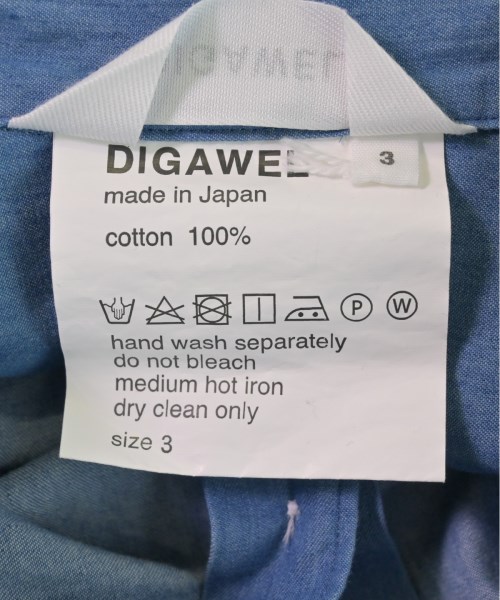 DIGAWEL
DIGAWEL
3
made in Japan
cotton 100%
P
W
hand wash separately
do not bleach
medium hot iron
dry clean only
size 3